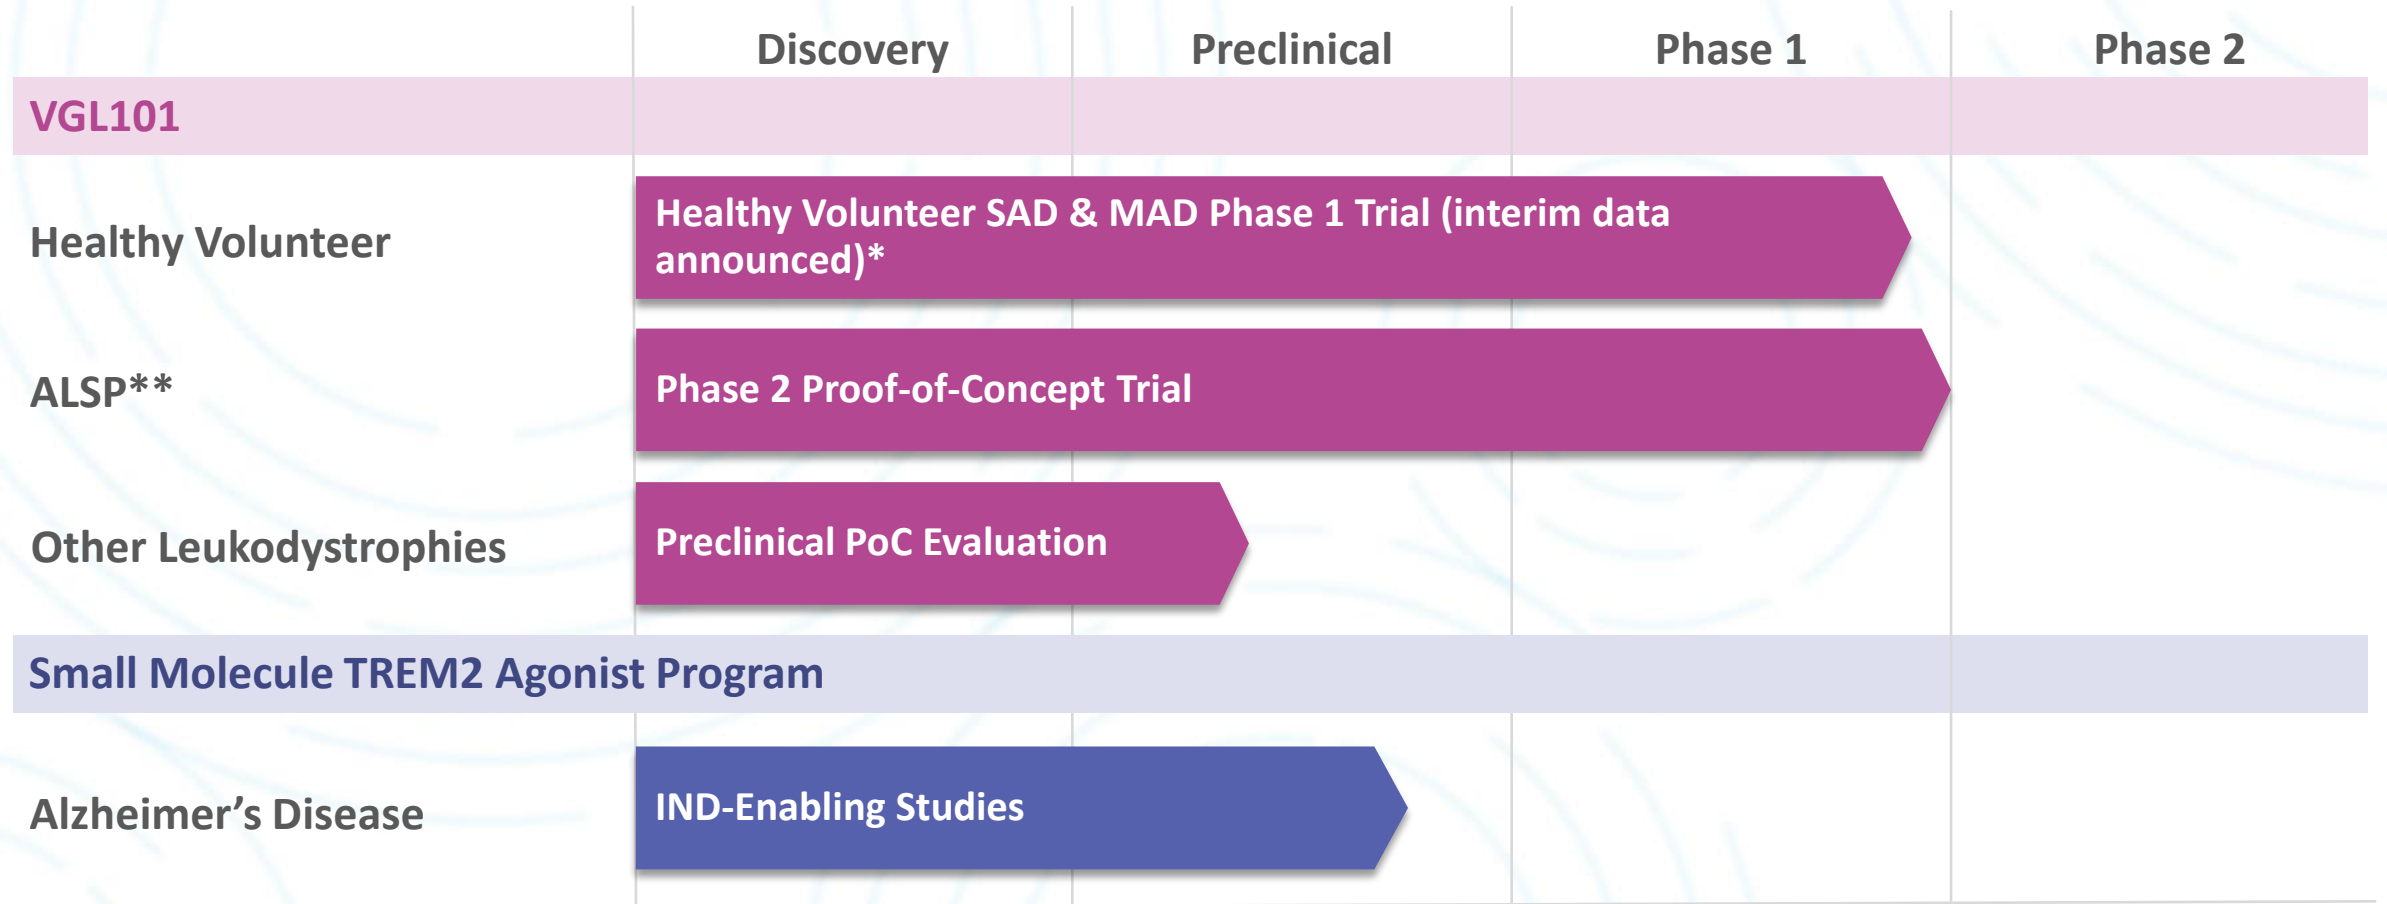 Discovery Preclinical Phase 1 Phase 2
VGL101
Healthy Volunteer
Healthy Volunteer SAD & MAD Phase 1 Trial (interim data
announced)*
ALSP**
Phase 2 Proof-of-Concept Trial
Other Leukodystrophies
Preclinical PoC Evaluation
Small Molecule TREM2 Agonist Program
Alzheimer’s Disease
IND-Enabling Studies